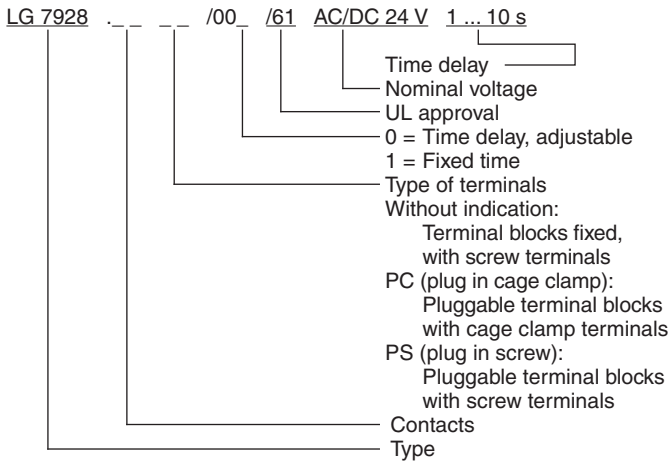 LG 7928 ._ _ _ _ /00_ /61 AC/DC 24 V 1 ... 10 s
Time delay
Nominal voltage
UL approval
0 = Time delay, adjustable
1 = Fixed time
Type of terminals
Without indication:
Terminal blocks fixed,
with screw terminals
PC (plug in cage clamp):
Pluggable terminal blocks
with cage clamp terminals
PS (plug in screw):
Pluggable terminal blocks
with screw terminals
Contacts
Type